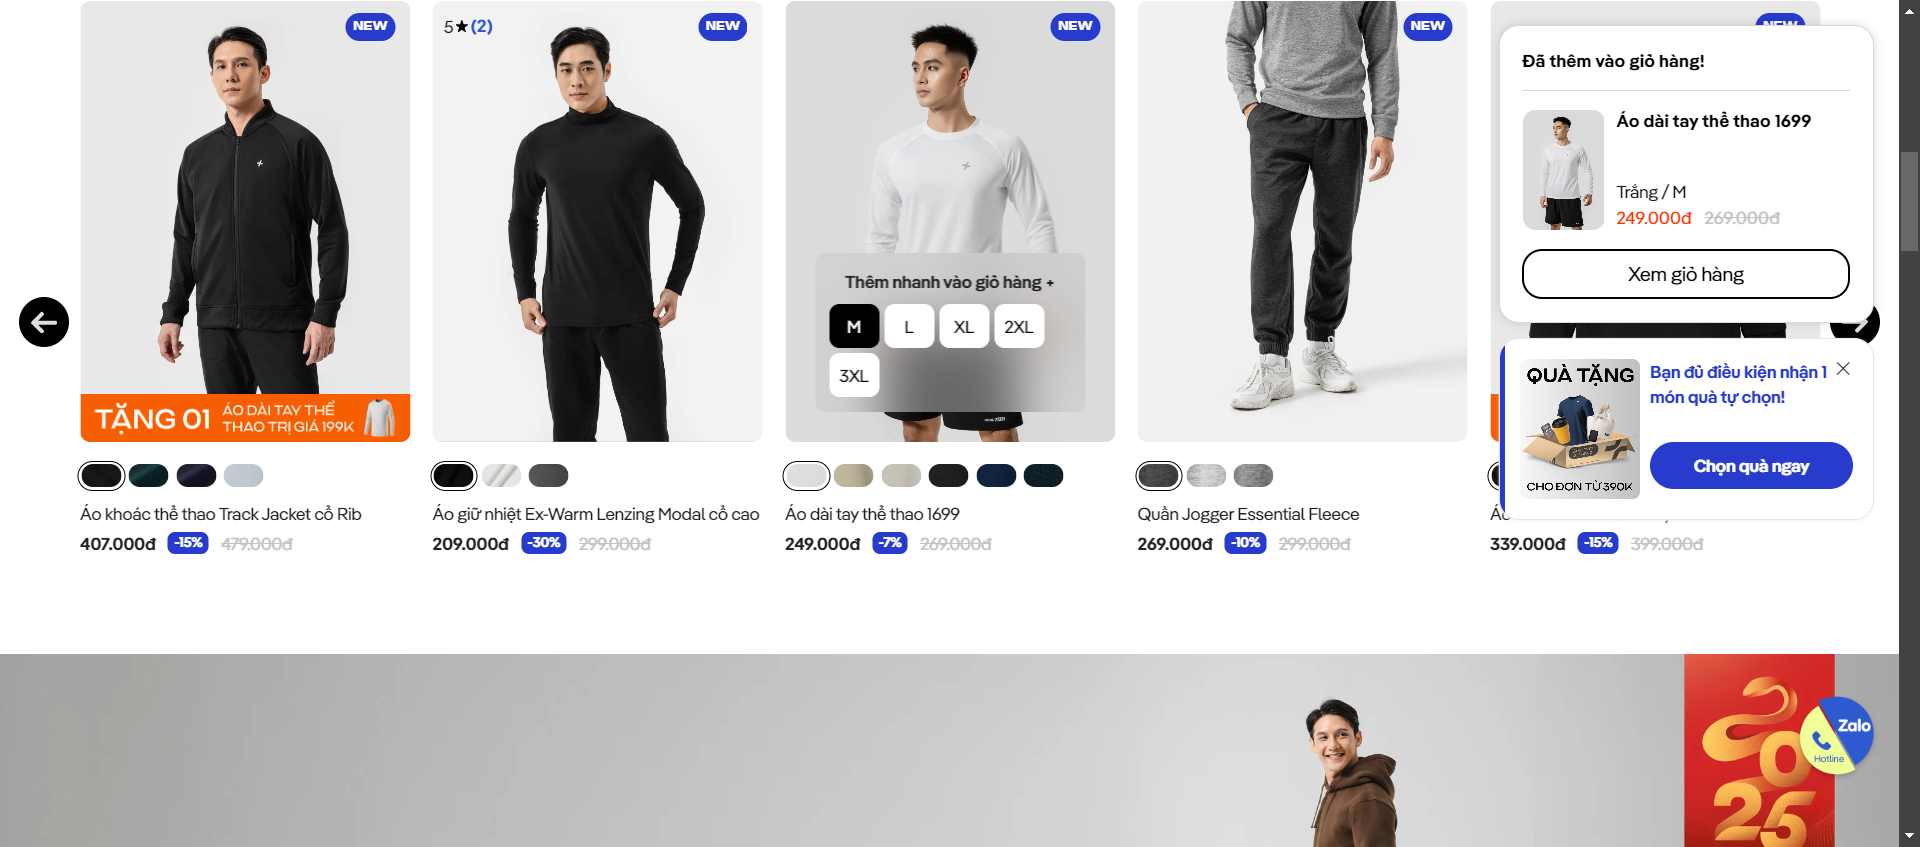 NEW
5★(2)
NEW
NEW
NEW
NEW
Đã thêm vào giỏ hàng!
Áo dài tay thể thao 1699
Trắng / M
249.000đ 269.000đ
Xem giỏ hàng
Thêm nhanh vào giỏ hàng +
M L XL 2XL
3XL
TẶNG 01 ÁO DÀI TAY THỂ
THAO TRỊ GIÁ 199K
QUÀ TẶNG
CHO ĐƠN TỪ 390K
Bạn đủ điều kiện nhận 1
món quà tự chọn!
Chọn quà ngay
Áo khoác thể thao Track Jacket cổ Rib
407.000đ -15% 479.000đ
Áo giữ nhiệt Ex-Warm Lenzing Modal cổ cao
209.000đ -30% 299.000đ
Áo dài tay thể thao 1699
249.000đ -7% 269.000đ
Quần Jogger Essential Fleece
269.000đ -10% 299.000đ
339.000đ -15% 399.000đ
2025
Zalo
Hotline